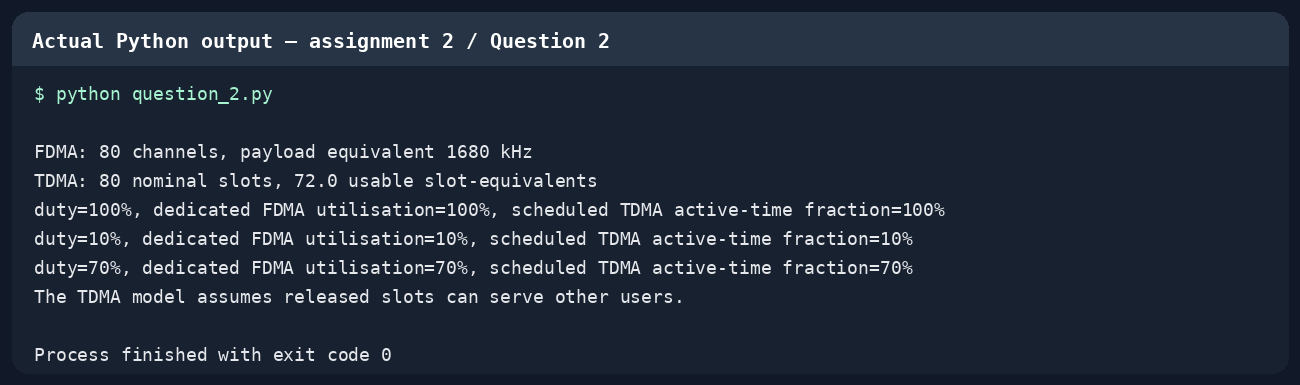 Actual Python output — assignment 2 / Question 2
$ python question_2.py
FDMA: 80 channels, payload equivalent 1680 kHz
TDMA: 80 nominal slots, 72.0 usable slot-equivalents
duty=100%, dedicated FDMA utilisation=100%, scheduled TDMA active-time fraction=100%
duty=10%, dedicated FDMA utilisation=10%, scheduled TDMA active-time fraction=10%
duty=70%, dedicated FDMA utilisation=70%, scheduled TDMA active-time fraction=70%
The TDMA model assumes released slots can serve other users.
Process finished with exit code 0